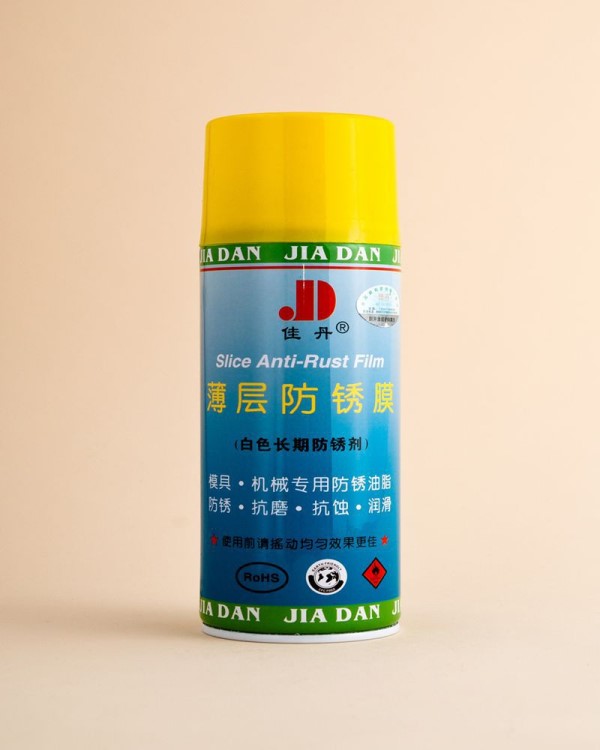 JIA DAN JIA DAN JI
JD
佳丹®
Slice Anti-Rust Film
薄层防锈膜
(白色长期防锈剂)
模具·机械专用防锈油脂
防锈·抗磨·抗蚀·润滑
★使用前请摇动均匀效果更佳★
RoHS
JIA DAN JIA DAN JI